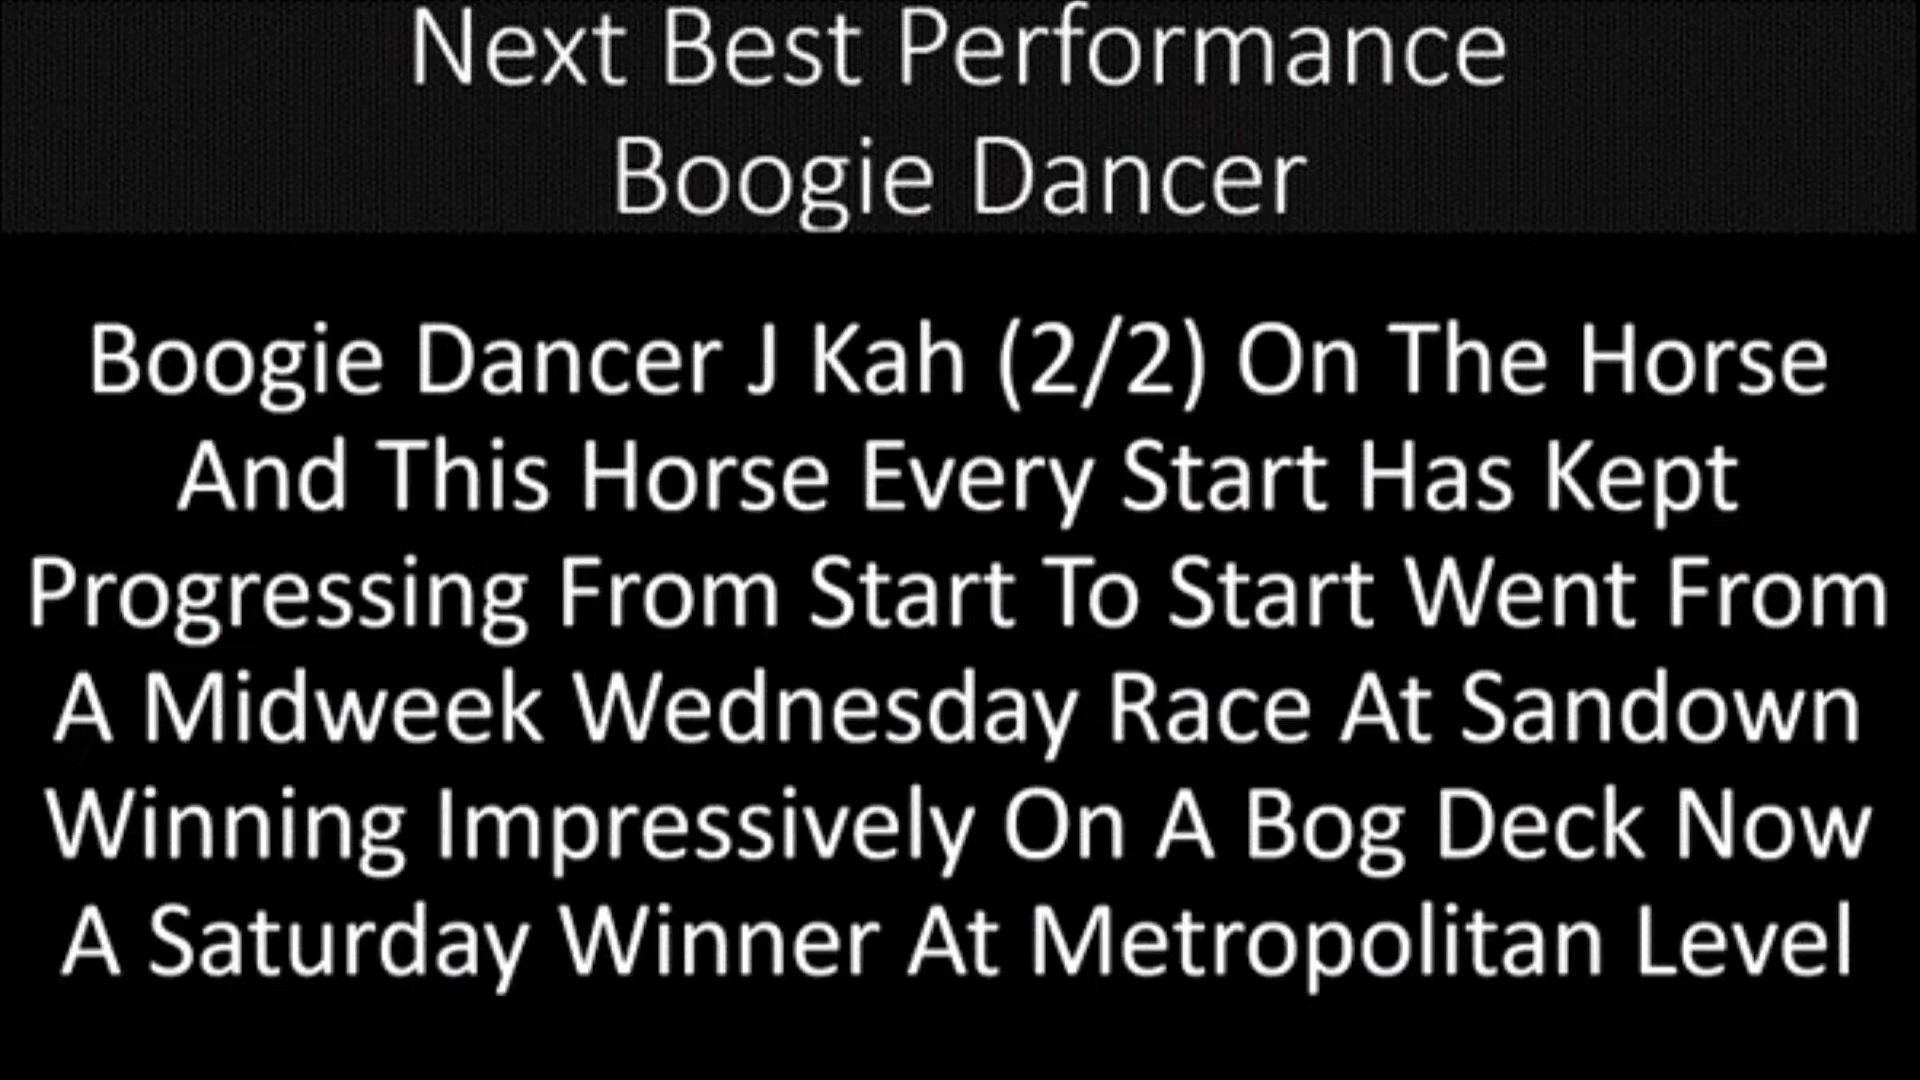 Next Best Performance
Boogie Dancer
Boogie Dancer J Kah (2/2) On The Horse
And This Horse Every Start Has Kept
Progressing From Start To Start Went From
A Midweek Wednesday Race At Sandown
Winning Impressively On A Bog Deck Now
A Saturday Winner At Metropolitan Level